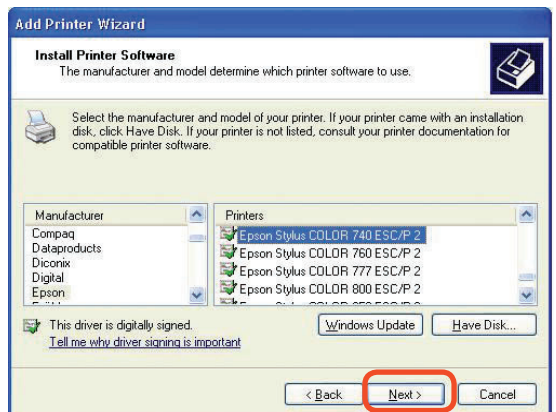 Add Printer Wizard
Install Printer Software
The manufacturer and model determine which printer software to use.
Select the manufacturer and model of your printer. If your printer came with an installation
disk, click Have Disk. If your printer is not listed, consult your printer documentation for
compatible printer software.
Manufacturer
Compaq
Dataproducts
Diconix
Digital
Epson
Printers
Epson Stylus COLOR 740 ESC/P 2
Epson Stylus COLOR 760 ESC/P 2
Epson Stylus COLOR 777 ESC/P 2
Epson Stylus COLOR 800 ESC/P 2
This driver is digitally signed.
Tell me why driver signing is important
Windows Update
Have Disk...
< Back
Next >
Cancel